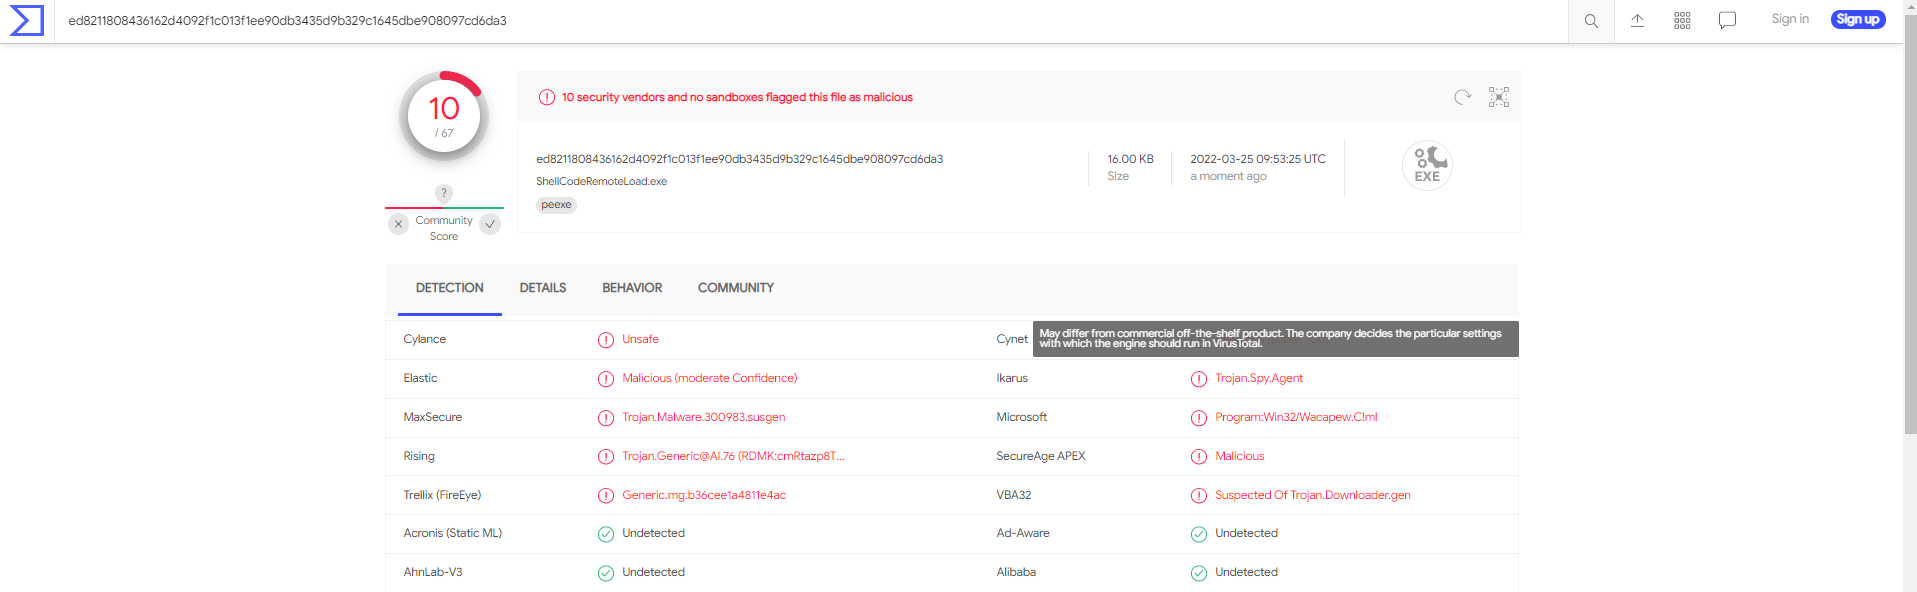 ed8211808436162d4092f1c013f1ee90db3435d9b329c1645dbe908097cd6da3
Sign in
Sign up
10
/ 67
10 security vendors and no sandboxes flagged this file as malicious
ed8211808436162d4092f1c013f1ee90db3435d9b329c1645dbe908097cd6da3
ShellCodeRemoteLoad.exe
peexe
16.00 KB
Size
2022-03-25 09:53:25 UTC
a moment ago
EXE
?
Community
Score
DETECTION
DETAILS
BEHAVIOR
COMMUNITY
Cylance
Unsafe
Cynet
May differ from commercial off-the-shelf product. The company decides the particular settings
with which the engine should run in VirusTotal.
Elastic
Malicious (moderate Confidence)
Ikarus
Trojan.Spy.Agent
MaxSecure
Trojan.Malware.300983.susgen
Microsoft
Program:Win32/Wacapew.C!ml
Rising
Trojan.Generic@AI.76 (RDMK:cmRtazp8T...
SecureAge APEX
Malicious
Trellix (FireEye)
Generic.mg.b36cee1a4811e4ac
VBA32
Suspected Of Trojan.Downloader.gen
Acronis (Static ML)
Undetected
Ad-Aware
Undetected
AhnLab-V3
Undetected
Alibaba
Undetected